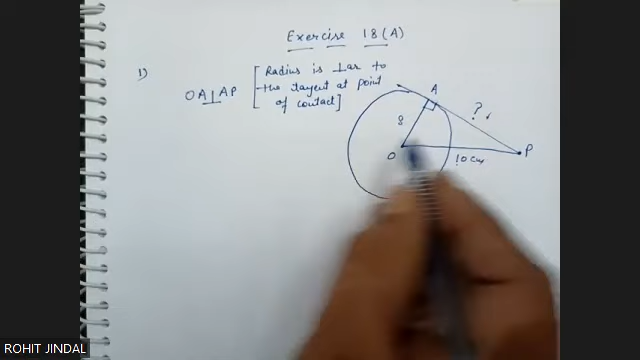 Exercise 18(A)
1)
OA⊥AP [Radius is ⊥ar to
the tangent at point
of contact]
A
?
8
O
10 cm
P
ROHIT JINDAL